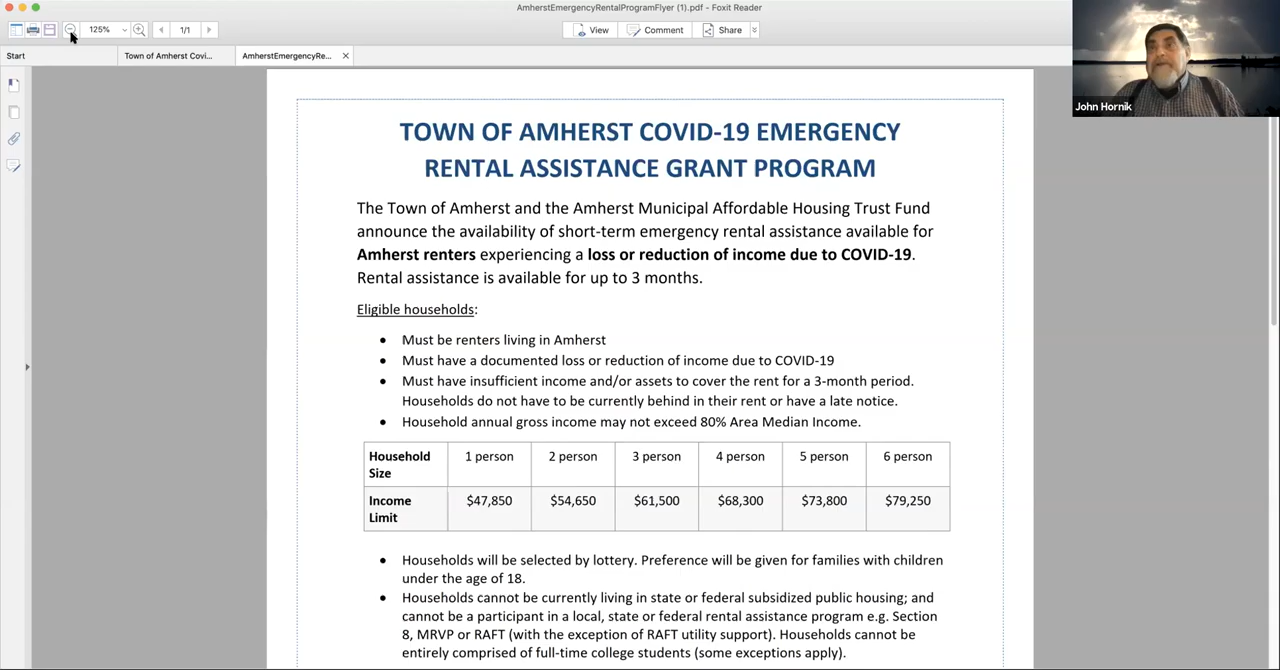 AmherstEmergencyRentalProgramFlyer (1).pdf - Foxit Reader
125%
1/1
View
Comment
Share
Start
Town of Amherst Covi...
AmherstEmergencyRe...
John Hornik
TOWN OF AMHERST COVID-19 EMERGENCY
RENTAL ASSISTANCE GRANT PROGRAM
The Town of Amherst and the Amherst Municipal Affordable Housing Trust Fund
announce the availability of short-term emergency rental assistance available for
Amherst renters experiencing a loss or reduction of income due to COVID-19.
Rental assistance is available for up to 3 months.
Eligible households:
• Must be renters living in Amherst
• Must have a documented loss or reduction of income due to COVID-19
• Must have insufficient income and/or assets to cover the rent for a 3-month period.
Households do not have to be currently behind in their rent or have a late notice.
• Household annual gross income may not exceed 80% Area Median Income.
Household Size 1 person 2 person 3 person 4 person 5 person 6 person
Income Limit $47,850 $54,650 $61,500 $68,300 $73,800 $79,250
• Households will be selected by lottery. Preference will be given for families with children
under the age of 18.
• Households cannot be currently living in state or federal subsidized public housing; and
cannot be a participant in a local, state or federal rental assistance program e.g. Section
8, MRVP or RAFT (with the exception of RAFT utility support). Households cannot be
entirely comprised of full-time college students (some exceptions apply).